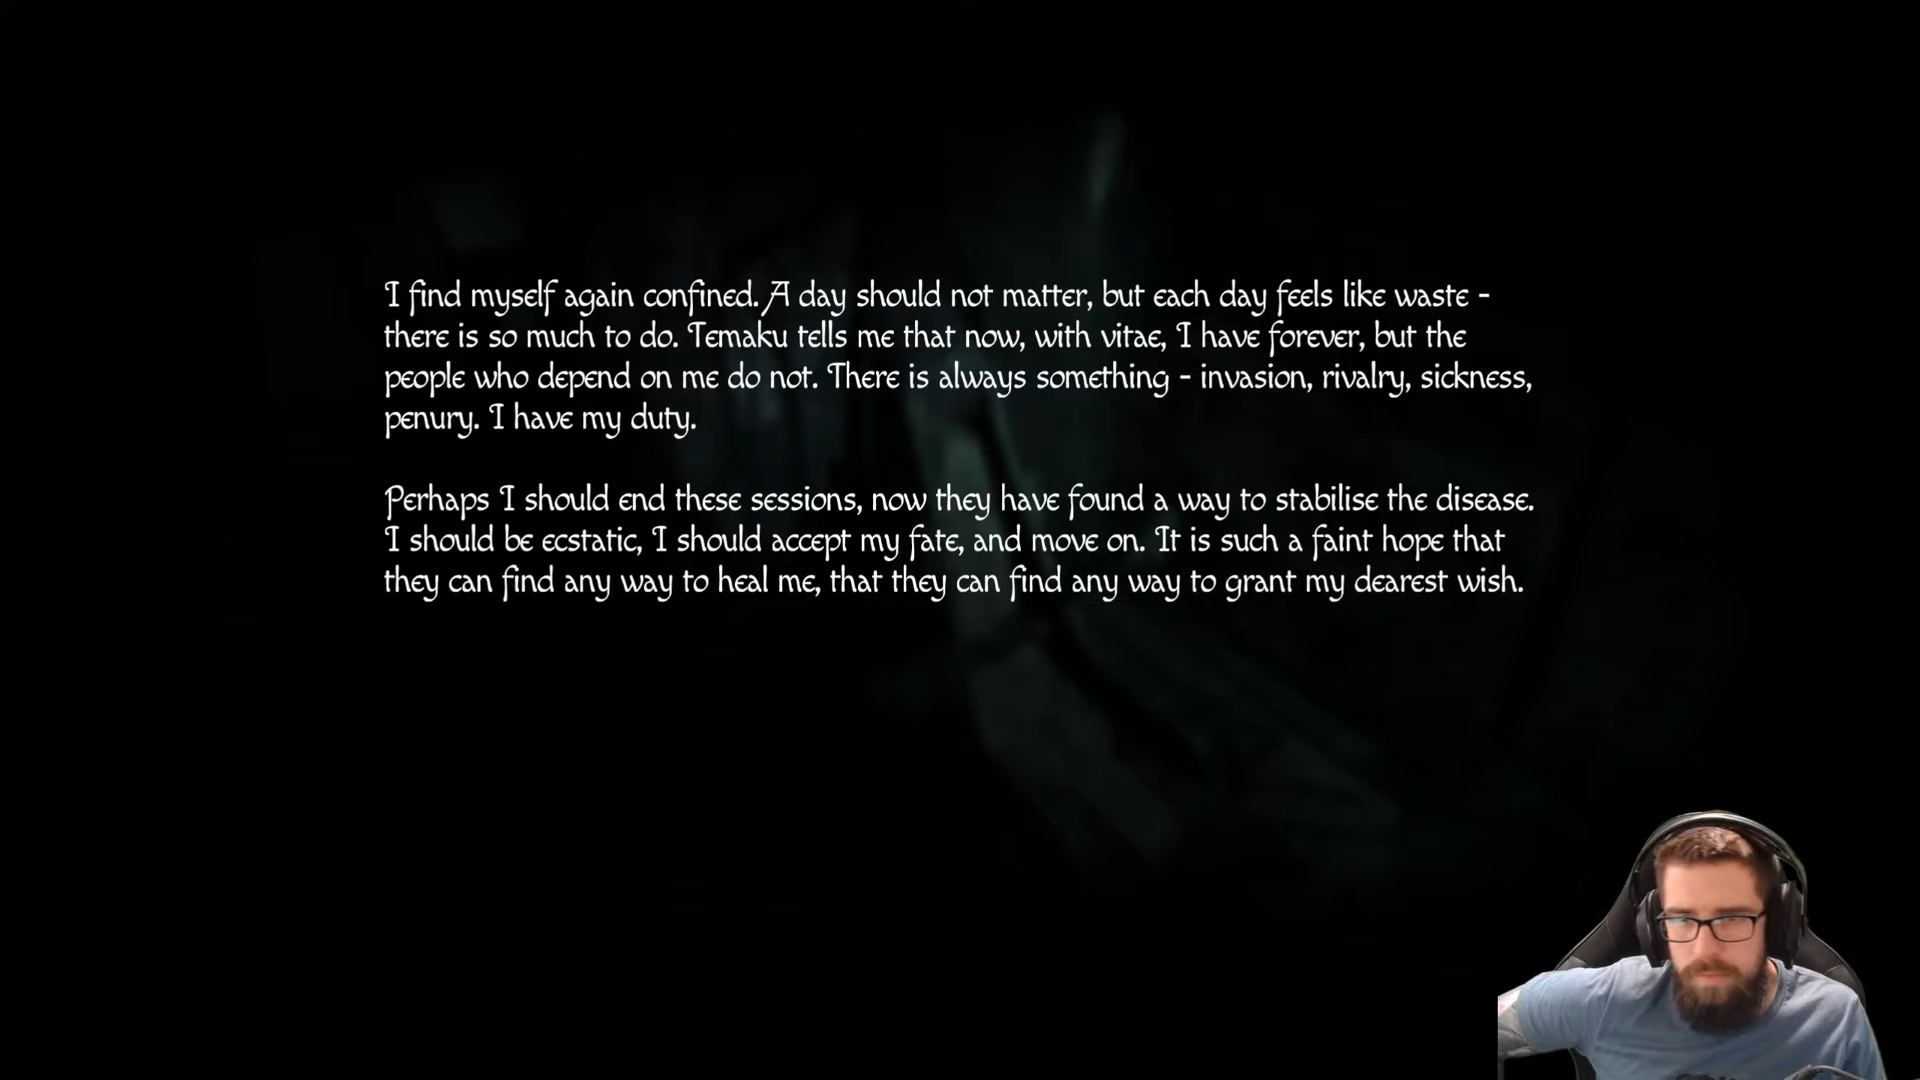 I find myself again confined. A day should not matter, but each day feels like waste -
there is so much to do. Temaku tells me that now, with vitae, I have forever, but the
people who depend on me do not. There is always something - invasion, rivalry, sickness,
penury. I have my duty.
Perhaps I should end these sessions, now they have found a way to stabilise the disease.
I should be ecstatic, I should accept my fate, and move on. It is such a faint hope that
they can find any way to heal me, that they can find any way to grant my dearest wish.